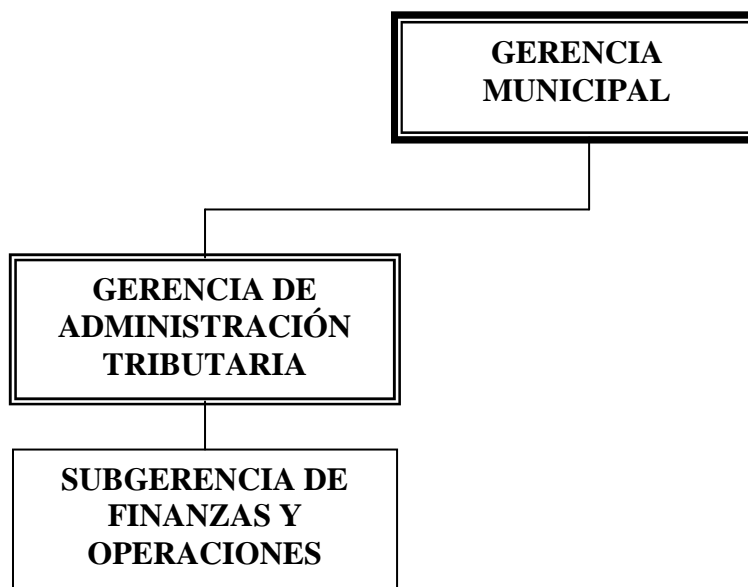 GERENCIA
MUNICIPAL
GERENCIA DE
ADMINISTRACIÓN
TRIBUTARIA
SUBGERENCIA DE
FINANZAS Y
OPERACIONES